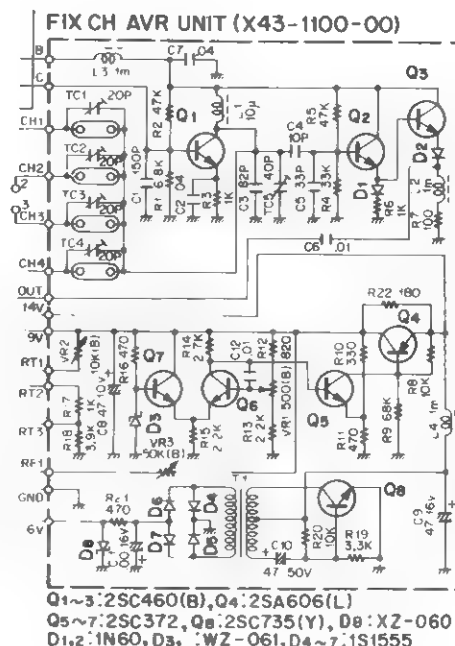 FIX CH AVR UNIT (X43-1100-00)
B
C
CH1
CH2
2
3
CH3
CH4
OUT
14V
9V
RT1
RT2
RT3
RF1
GND
6V
L3 1m
C7 .04
TC1 20P
TC2 20P
TC3 20P
TC4 20P
C1 150P
R2 47K
R1 6.8K
C2 .04
Q1
R3 1K
L1 10μ
C3 82P
TC5 40P
C4 10P
C5 33P
R5 47K
R4 33K
Q2
D1
R6 1K
Q3
D2
1m
R7 100
C6 .01
VR2 10K(B)
R17 1K
R18 3.9K
C8 47 10V
R16 470
Q7
D3
VR3 50K(B)
R14 2.7K
R15 2.2K
Q6
C12 .01
R12 820
VR1 500(B)
R13 2.2K
Q5
R10 330
R11 470
R22 180
Q4
R8 10K
R9 68K
L4 1m
R21 470
D8
16V
D6
D7
D4
D5
T1
C10 47 50V
Q8
R20 10K
R19 3.3K
C9 47 16V
Q1~3:2SC460(B), Q4:2SA606(L)
Q5~7:2SC372, Q8:2SC735(Y), D8:XZ-060
D1,2:1N60, D3, :WZ-061, D4~7:1S1555